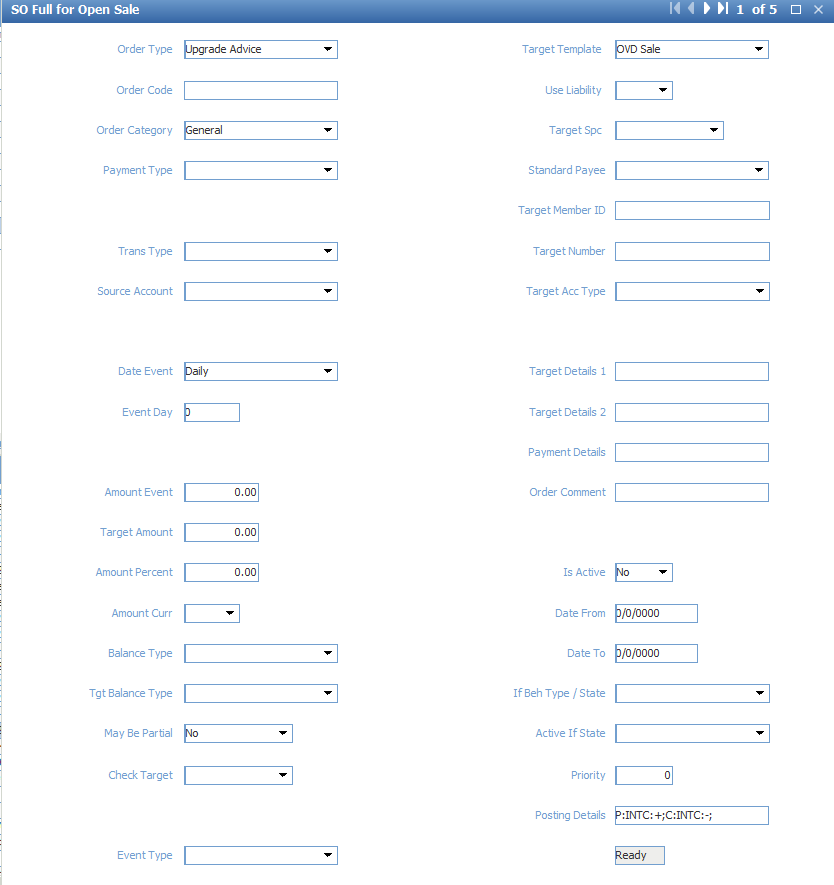 SO Full for Open Sale 1 of 5
Order Type Upgrade Advice Target Template OVD Sale
Order Code Use Liability
Order Category General Target Spc
Payment Type Standard Payee
Target Member ID
Trans Type Target Number
Source Account Target Acc Type
Date Event Daily Target Details 1
Event Day 0 Target Details 2
Payment Details
Amount Event 0.00 Order Comment
Target Amount 0.00
Amount Percent 0.00 Is Active No
Amount Curr Date From 0/0/0000
Balance Type Date To 0/0/0000
Tgt Balance Type If Beh Type / State
May Be Partial No Active If State
Check Target Priority 0
Posting Details P:INTC:+;C:INTC:-;
Event Type Ready